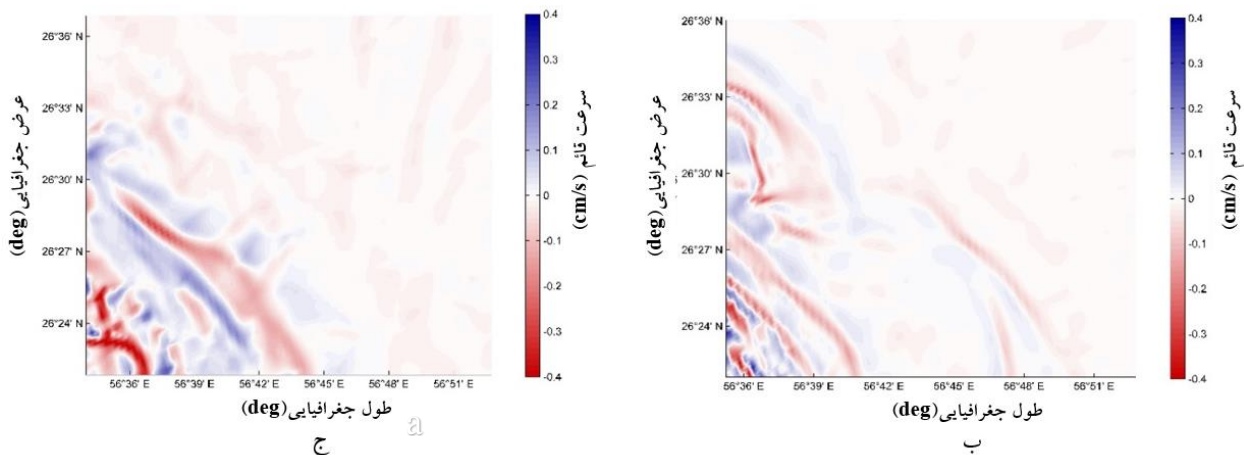 26°36' N
26°33' N
26°30' N
26°27' N
26°24' N
عرض جغرافیایی(deg)
56°36' E 56°39' E 56°42' E 56°45' E 56°48' E 56°51' E
طول جغرافیایی(deg)
a
ج
0.4
0.3
0.2
0.1
0
-0.1
-0.2
-0.3
-0.4
سرعت قائم (cm/s)
26°38' N
26°33' N
26°30' N
26°27' N
26°24' N
عرض جغرافیایی(deg)
56°36' E 56°39' E 56°42' E 56°45' E 56°48' E 56°51' E
طول جغرافیایی(deg)
ب
0.4
0.3
0.2
0.1
0
-0.1
-0.2
-0.3
-0.4
سرعت قائم (cm/s)